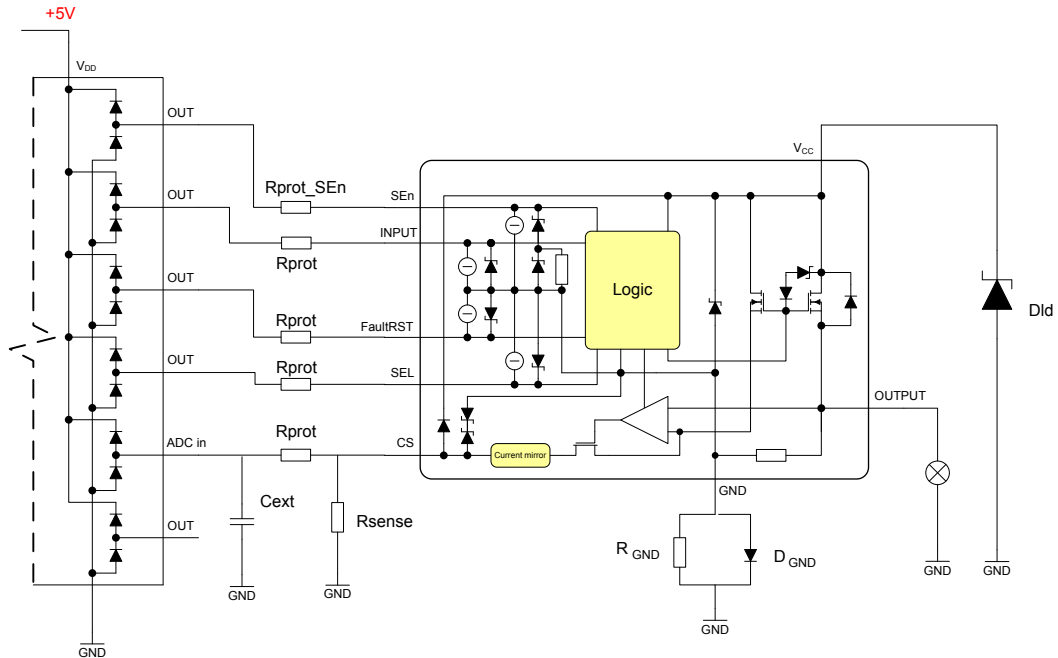 +5V
VDD
OUT
OUT
OUT
OUT
ADC in
OUT
GND
Rprot_SEn
Rprot
Rprot
Rprot
Rprot
Cext
GND
Rsense
GND
SEn
INPUT
FaultRST
SEL
CS
VCC
Logic
Current mirror
OUTPUT
GND
R GND
D GND
GND
GND
Dld
GND